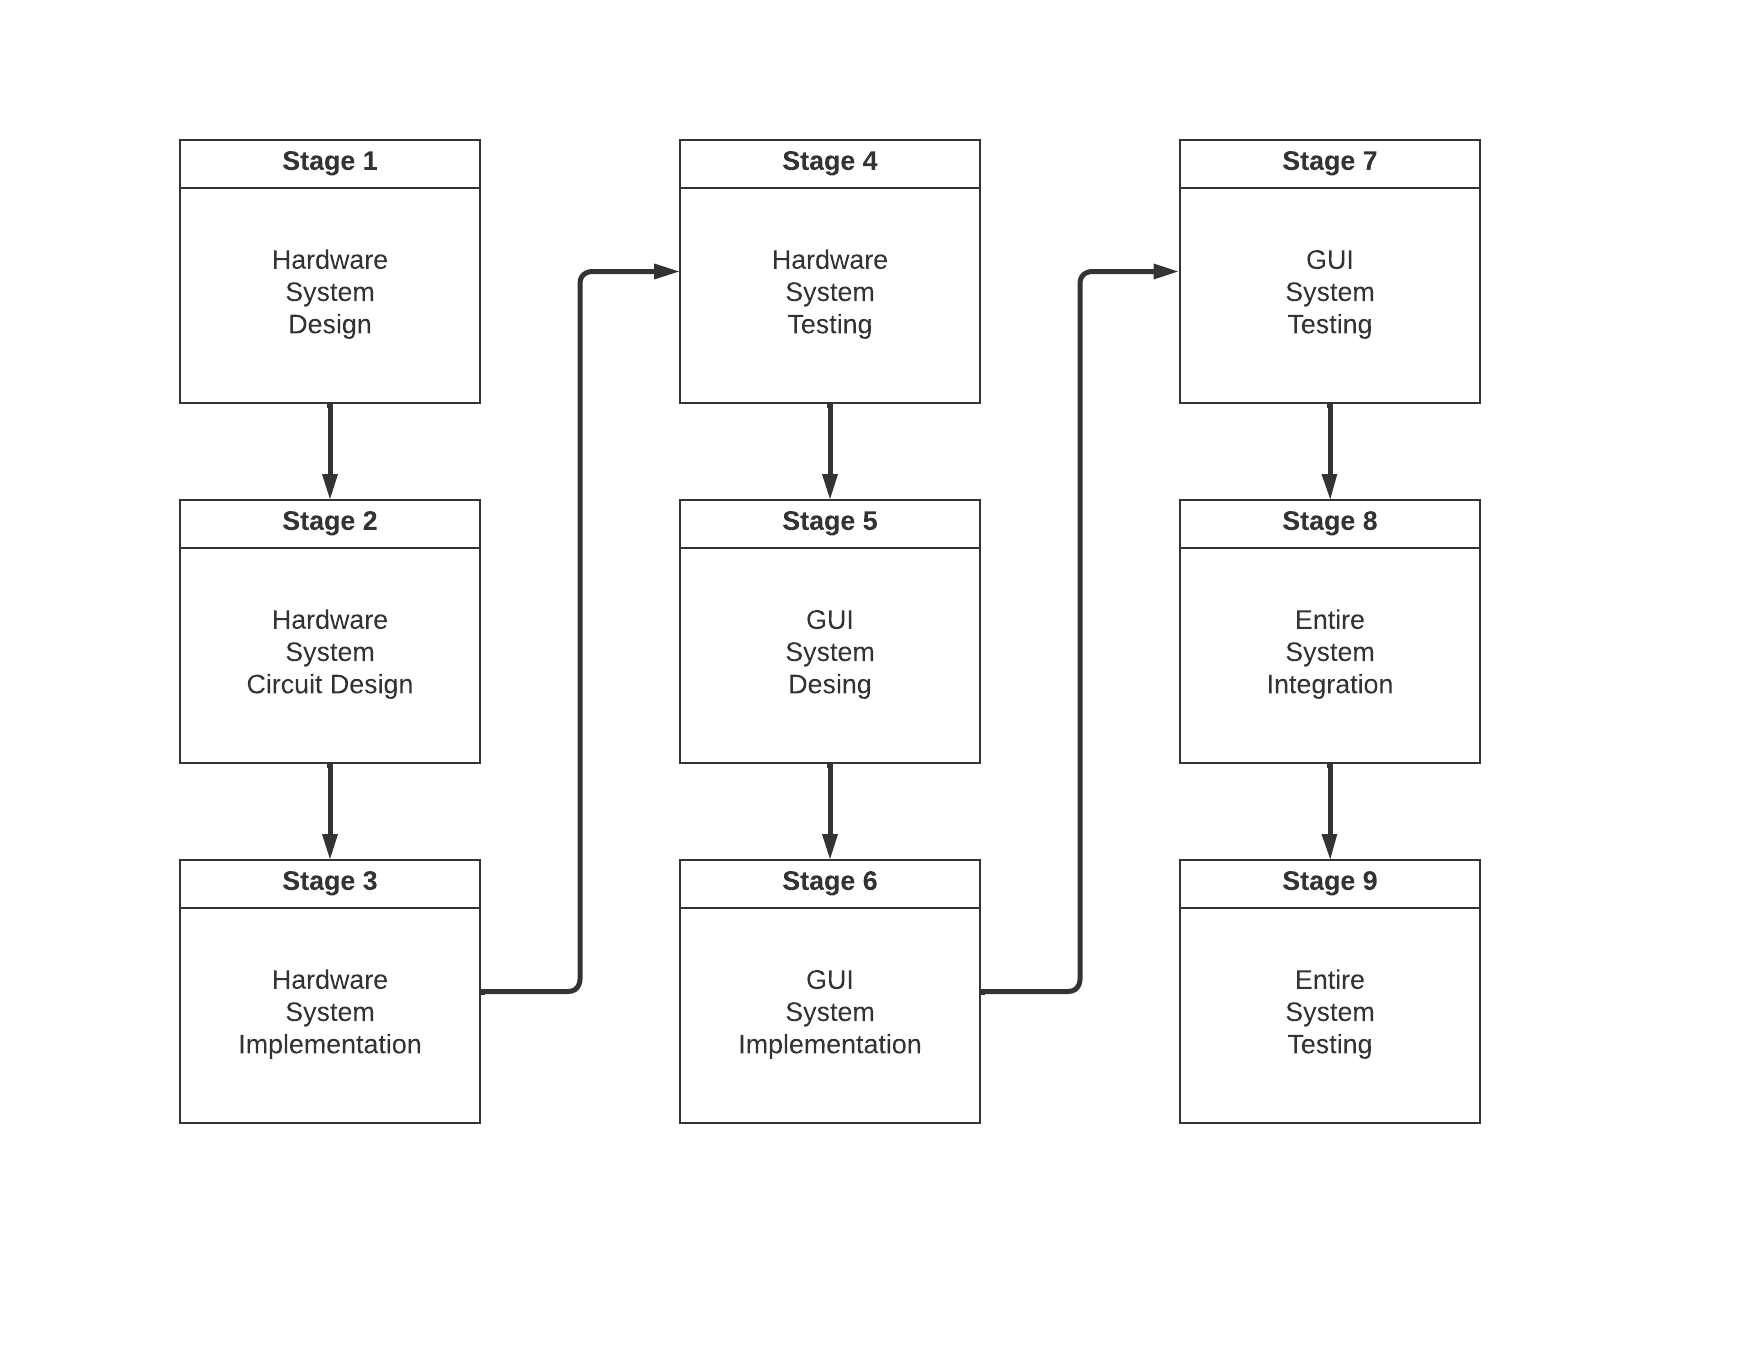 Stage 1
Hardware
System
Design
Stage 2
Hardware
System
Circuit Design
Stage 3
Hardware
System
Implementation
Stage 4
Hardware
System
Testing
Stage 5
GUI
System
Desing
Stage 6
GUI
System
Implementation
Stage 7
GUI
System
Testing
Stage 8
Entire
System
Integration
Stage 9
Entire
System
Testing